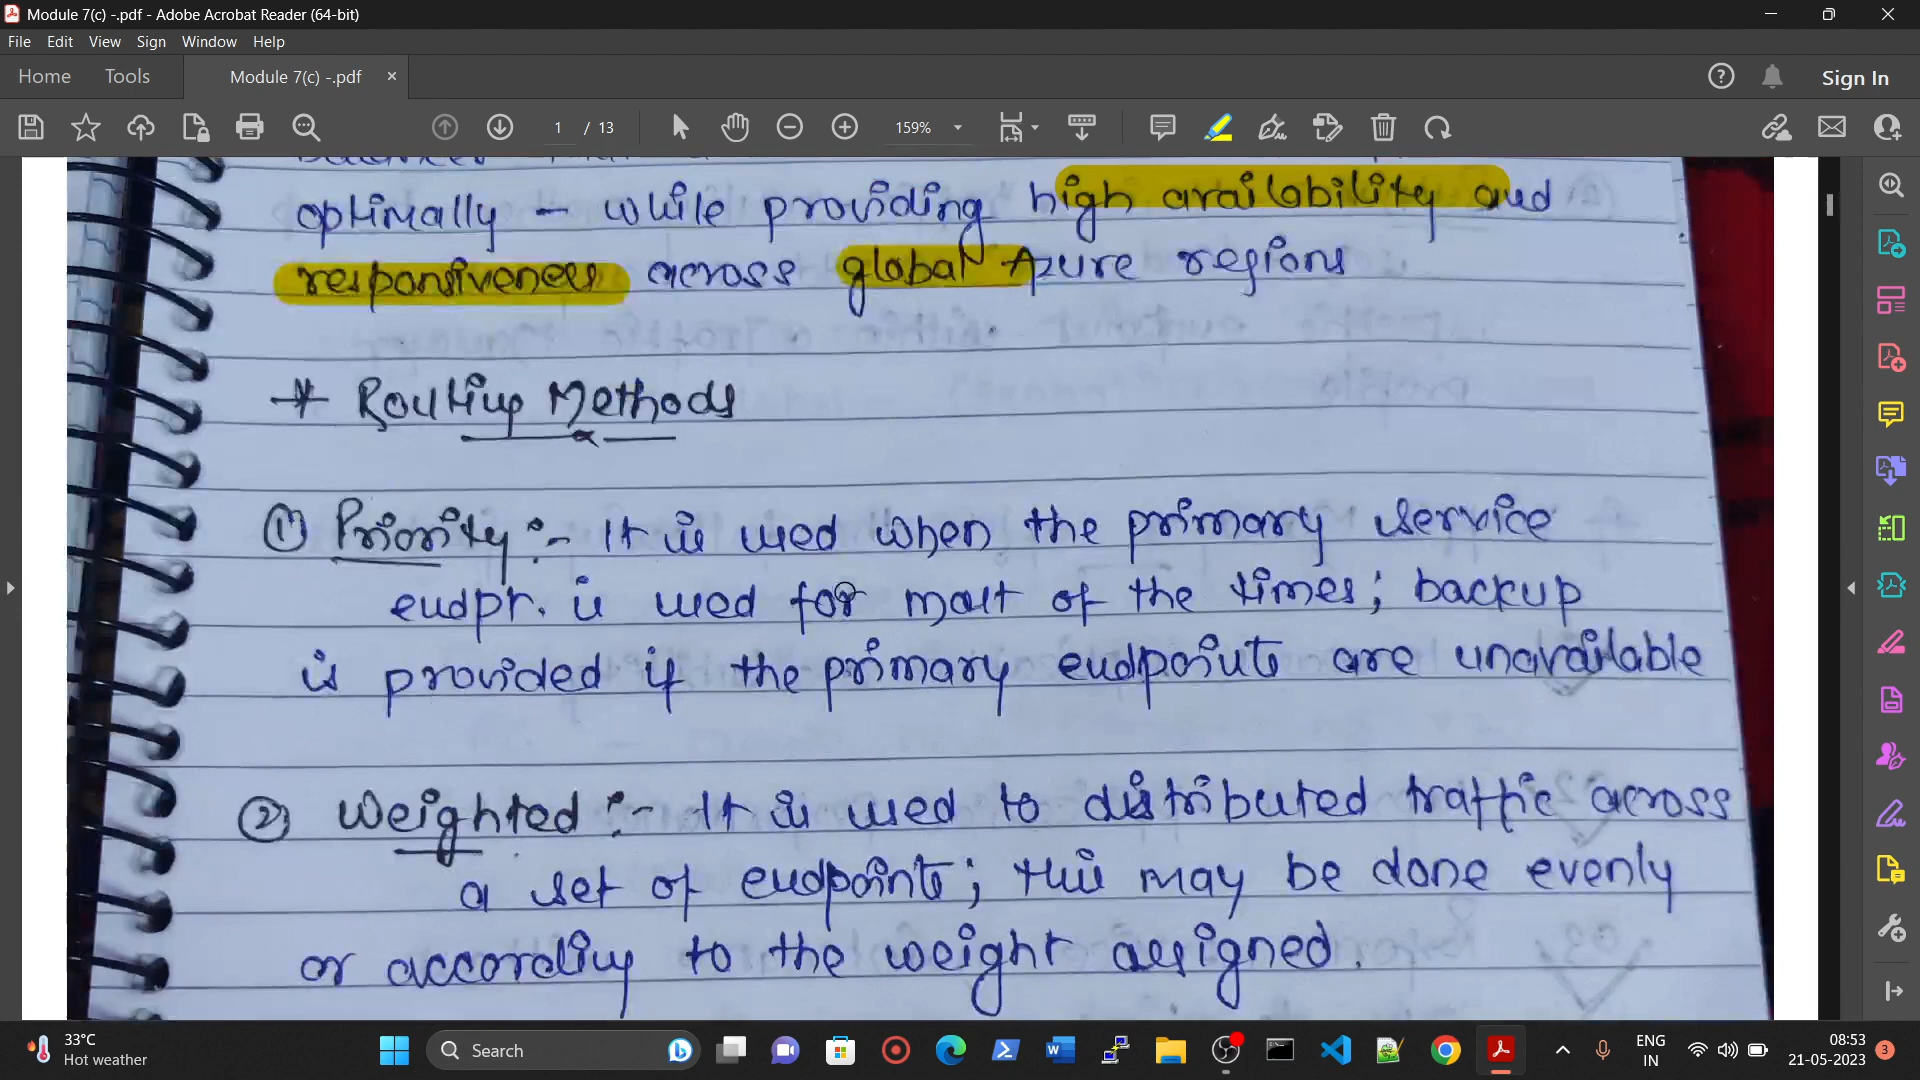 Module 7(c) -.pdf - Adobe Acrobat Reader (64-bit)
File Edit View Sign Window Help
Home Tools Module 7(c) -.pdf × Sign In
1 / 13 159%
optimally - while providing high availability and
responsiveness across global Azure regions
* Routing Methods
① Priority :- It is used when the primary service
endpt. is used for most of the times; backup
is provided if the primary endpoints are unavailable
② Weighted :- It is used to distributed traffic across
a set of endpoints; this may be done evenly
or according to the weight assigned.
33°C
Hot weather
Search
ENG
IN
08:53
21-05-2023
3